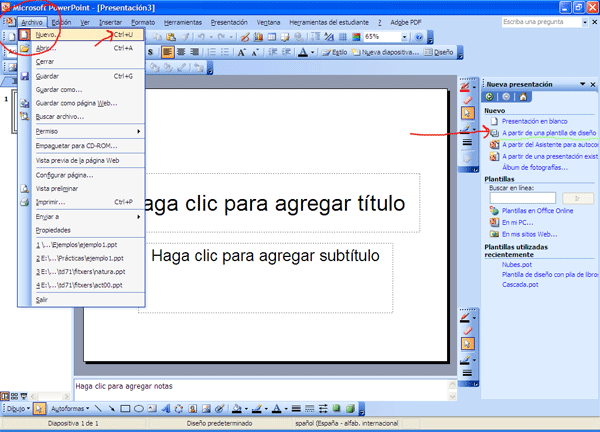 Microsoft PowerPoint - [Presentación3]
Archivo Edición Ver Insertar Formato Herramientas Presentación Ventana Herramientas del estudiante ? Adobe PDF
Escriba una pregunta
65%
N K S
Estilo Nueva diapositiva... Diseño
Nuevo... Ctrl+U
Abrir... Ctrl+A
Cerrar
Guardar Ctrl+G
Guardar como...
Guardar como página Web...
Buscar archivo...
Permiso
Empaquetar para CD-ROM...
Vista previa de la página Web
Configurar página...
Vista preliminar
Imprimir... Ctrl+P
Enviar a
Propiedades
1 \...\Ejemplos\ejemplo1.ppt
2 E:\...\Prácticas\ejemplo1.ppt
3 E:\...\td71\fitxers\natura.ppt
4 E:\...\td71\fitxers\act00.ppt
Salir
1
aga clic para agregar título
Haga clic para agregar subtítulo
Haga clic para agregar notas
Nueva presentación
Nuevo
Presentación en blanco
A partir de una plantilla de diseño
A partir del Asistente para autoco
A partir de una presentación exist
Álbum de fotografías...
Plantillas
Buscar en línea:
Ir
Plantillas en Office Online
En mi PC...
En mis sitios Web...
Plantillas utilizadas
recientemente
Nubes.pot
Plantilla de diseño con pila de libros
Cascada.pot
Dibujo Autoformas
Diapositiva 1 de 1 Diseño predeterminado spañol (España - alfab. internacional